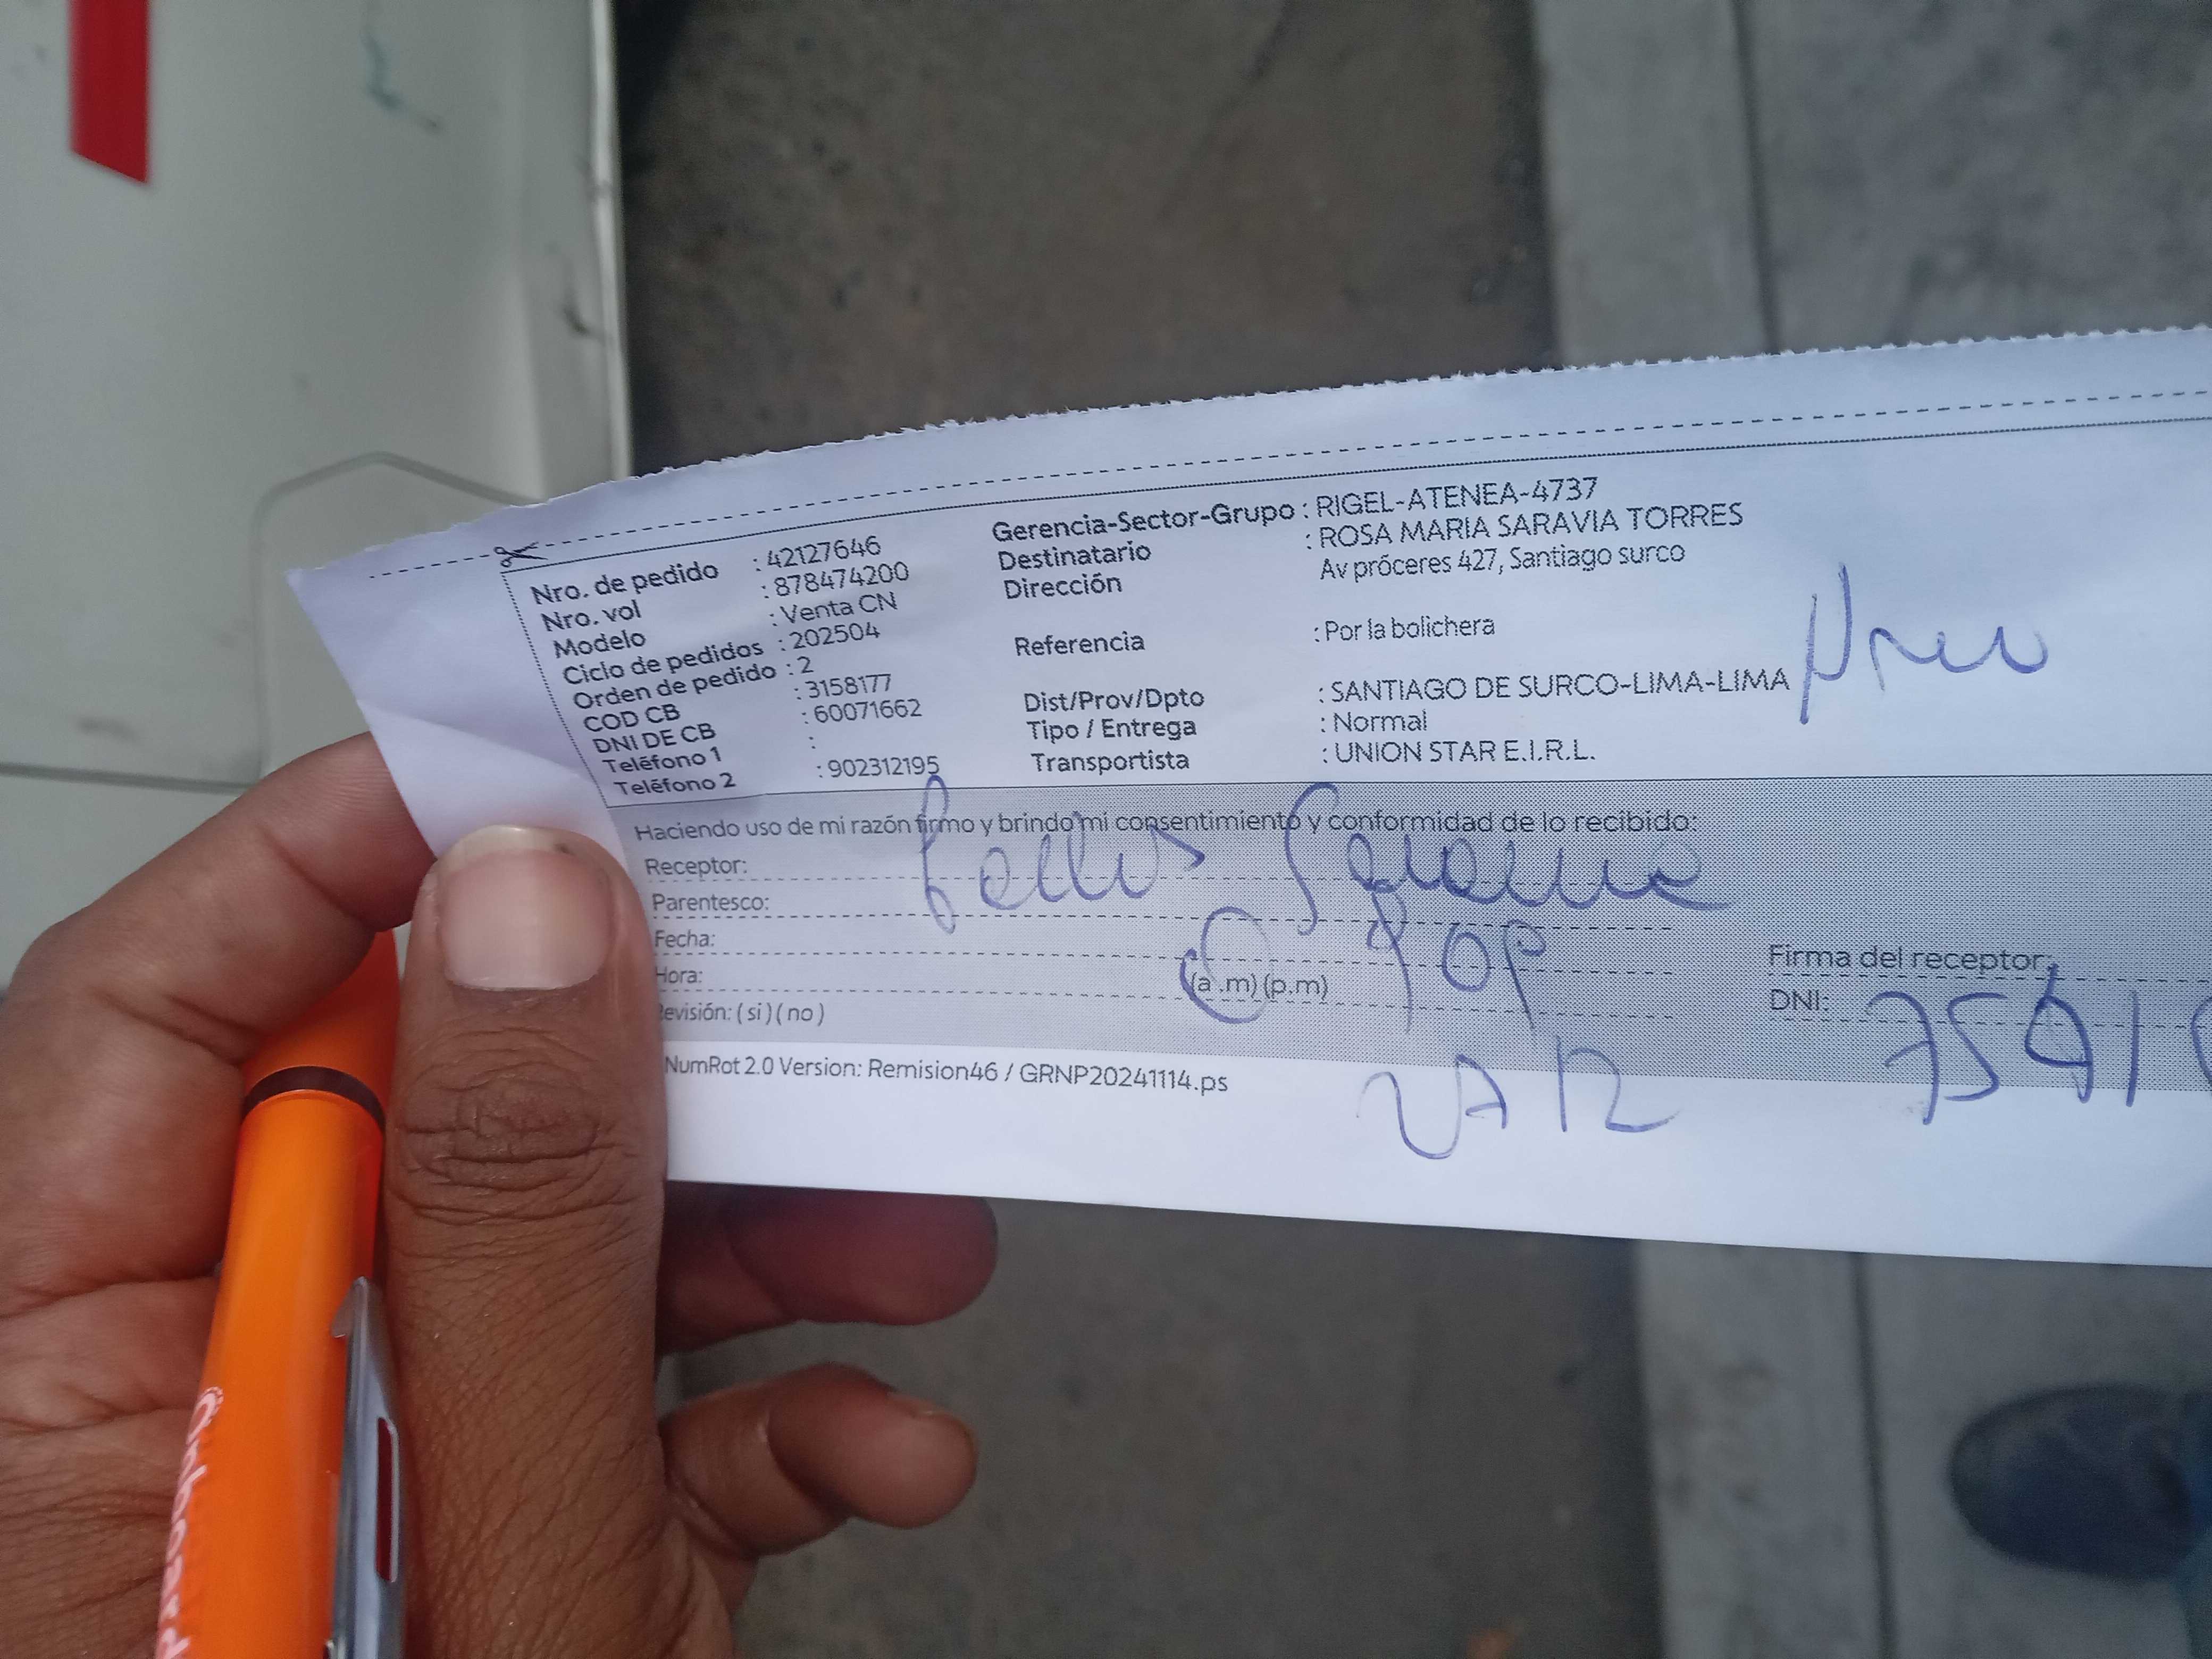 Nro. de pedido : 42127646
Nro. vol : 878474200
Modelo : Venta CN
Ciclo de pedidos : 202504
Orden de pedido : 2
COD CB : 3158177
DNI DE CB : 60071662
Teléfono 1 :
Teléfono 2 : 902312195
Gerencia-Sector-Grupo : RIGEL-ATENEA-4737
Destinatario : ROSA MARIA SARAVIA TORRES
Dirección Av próceres 427, Santiago surco
Referencia : Por la bolichera
Dist/Prov/Dpto : SANTIAGO DE SURCO-LIMA-LIMA
Tipo / Entrega : Normal
Transportista : UNION STAR E.I.R.L.
Haciendo uso de mi razón firmo y brindo mi consentimiento y conformidad de lo recibido:
Receptor:
Parentesco:
Fecha:
Hora: (a.m) (p.m)
Revisión: ( si ) ( no )
Firma del receptor:
DNI:
NumRot 2.0 Version: Remision46 / GRNP20241114.ps
Onboard